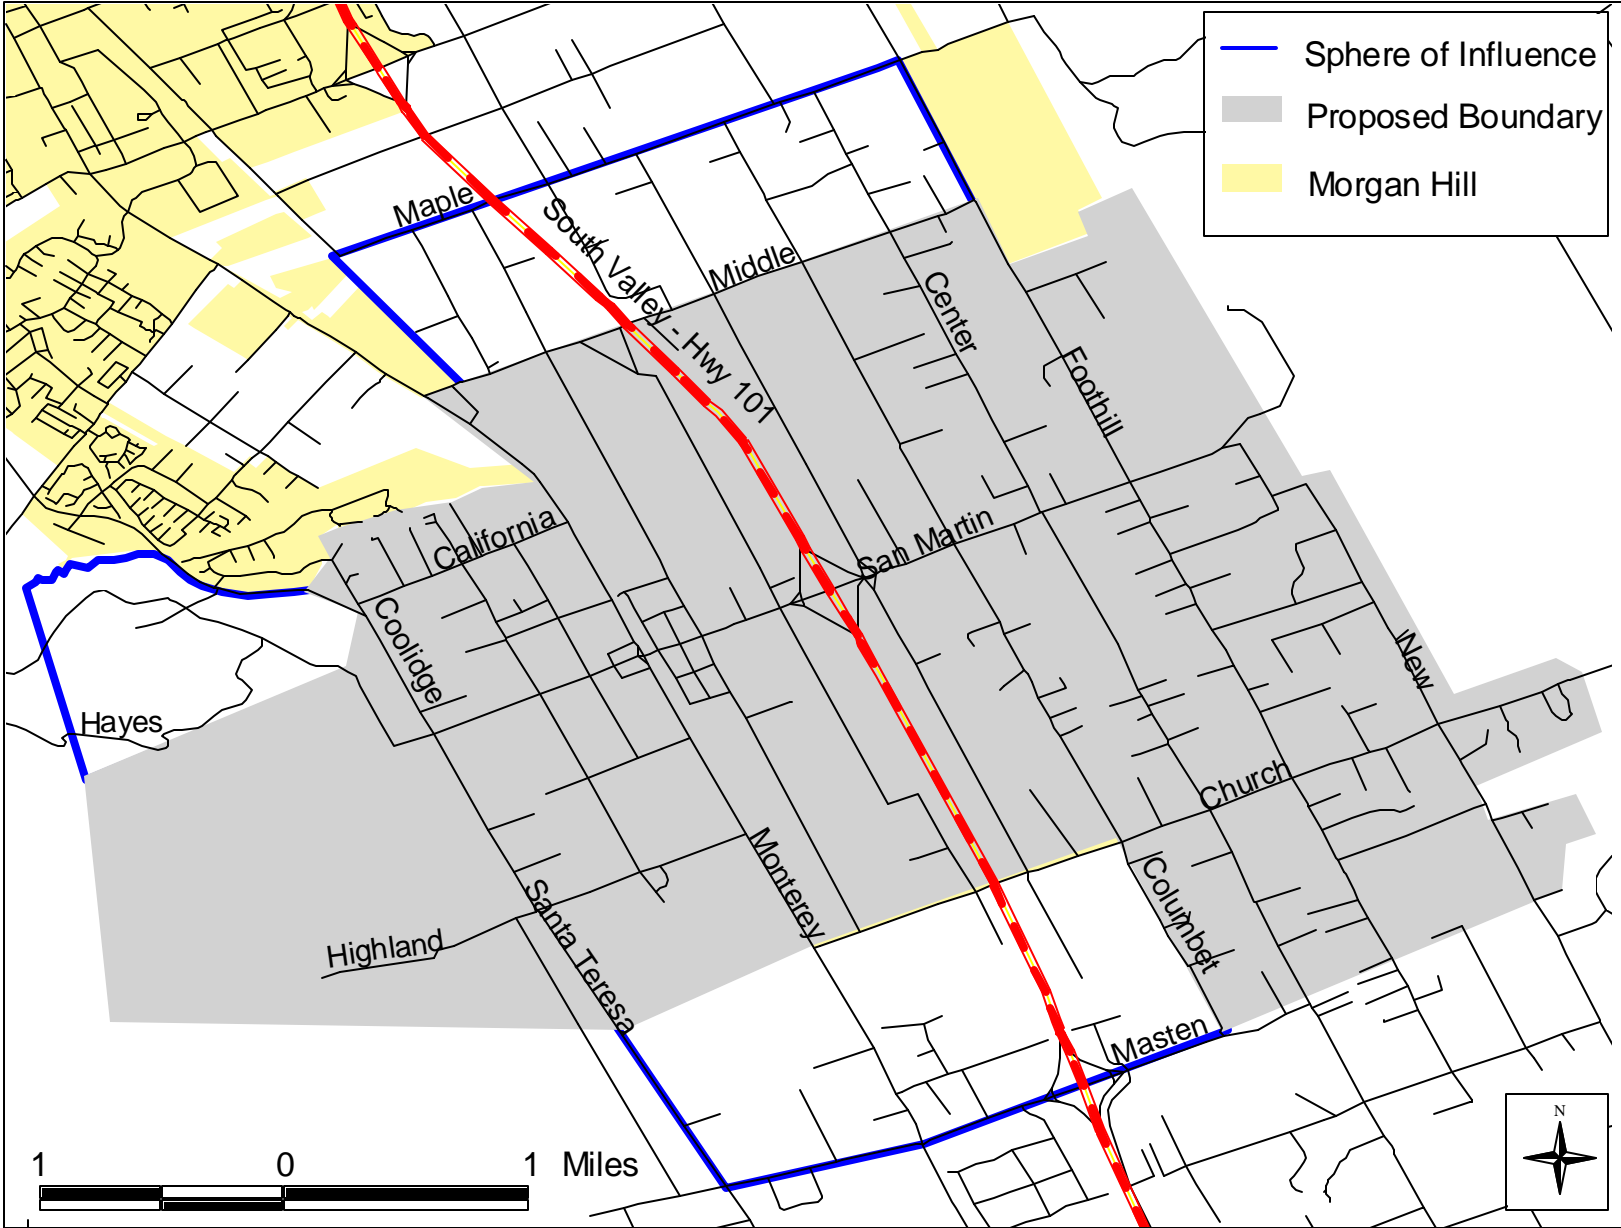 Sphere of Influence
Proposed Boundary
Morgan Hill
Maple
South Valley - Hwy 101
Middle
Center
Foothill
California
San Martin
Coolidge
New
Hayes
Church
Monterey
Columbet
Santa Teresa
Highland
Masten
1 0 1 Miles
N